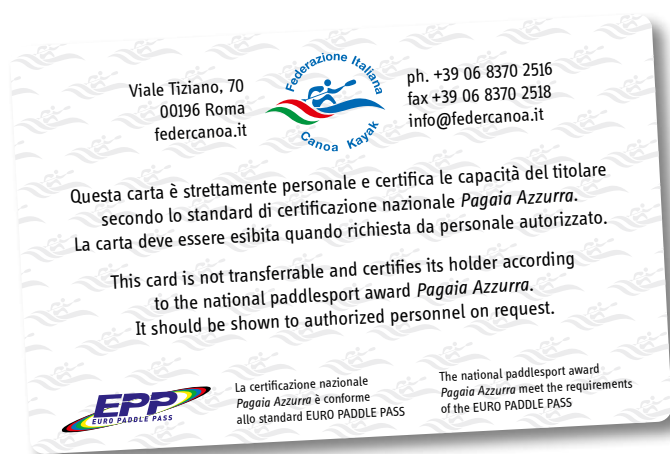 Viale Tiziano, 70
00196 Roma
federcanoa.it
Federazione Italiana
Canoa Kayak
ph. +39 06 8370 2516
fax +39 06 8370 2518
info@federcanoa.it
Questa carta è strettamente personale e certifica le capacità del titolare
secondo lo standard di certificazione nazionale Pagaia Azzurra.
La carta deve essere esibita quando richiesta da personale autorizzato.
This card is not transferrable and certifies its holder according
to the national paddlesport award Pagaia Azzurra.
It should be shown to authorized personnel on request.
EPP
EURO PADDLE PASS
La certificazione nazionale
Pagaia Azzurra è conforme
allo standard EURO PADDLE PASS
The national paddlesport award
Pagaia Azzurra meet the requirements
of the EURO PADDLE PASS